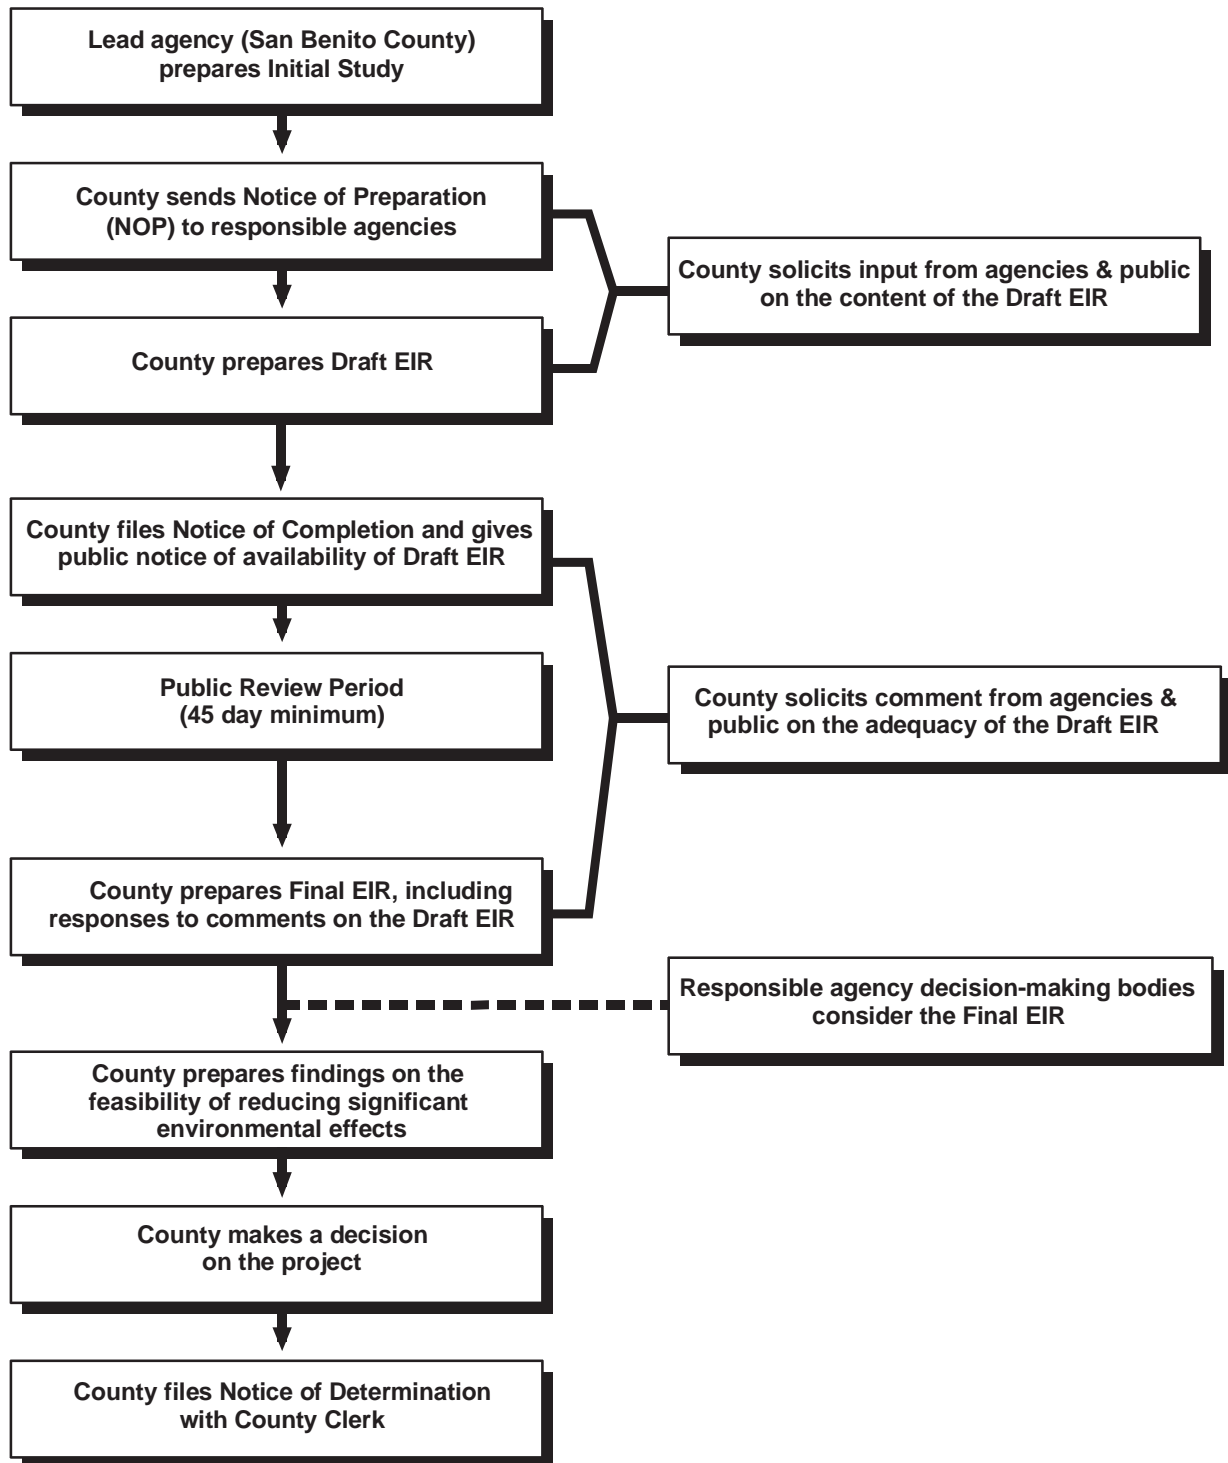 Lead agency (San Benito County)
prepares Initial Study
County sends Notice of Preparation
(NOP) to responsible agencies
County solicits input from agencies & public
on the content of the Draft EIR
County prepares Draft EIR
County files Notice of Completion and gives
public notice of availability of Draft EIR
Public Review Period
(45 day minimum)
County solicits comment from agencies &
public on the adequacy of the Draft EIR
County prepares Final EIR, including
responses to comments on the Draft EIR
Responsible agency decision-making bodies
consider the Final EIR
County prepares findings on the
feasibility of reducing significant
environmental effects
County makes a decision
on the project
County files Notice of Determination
with County Clerk